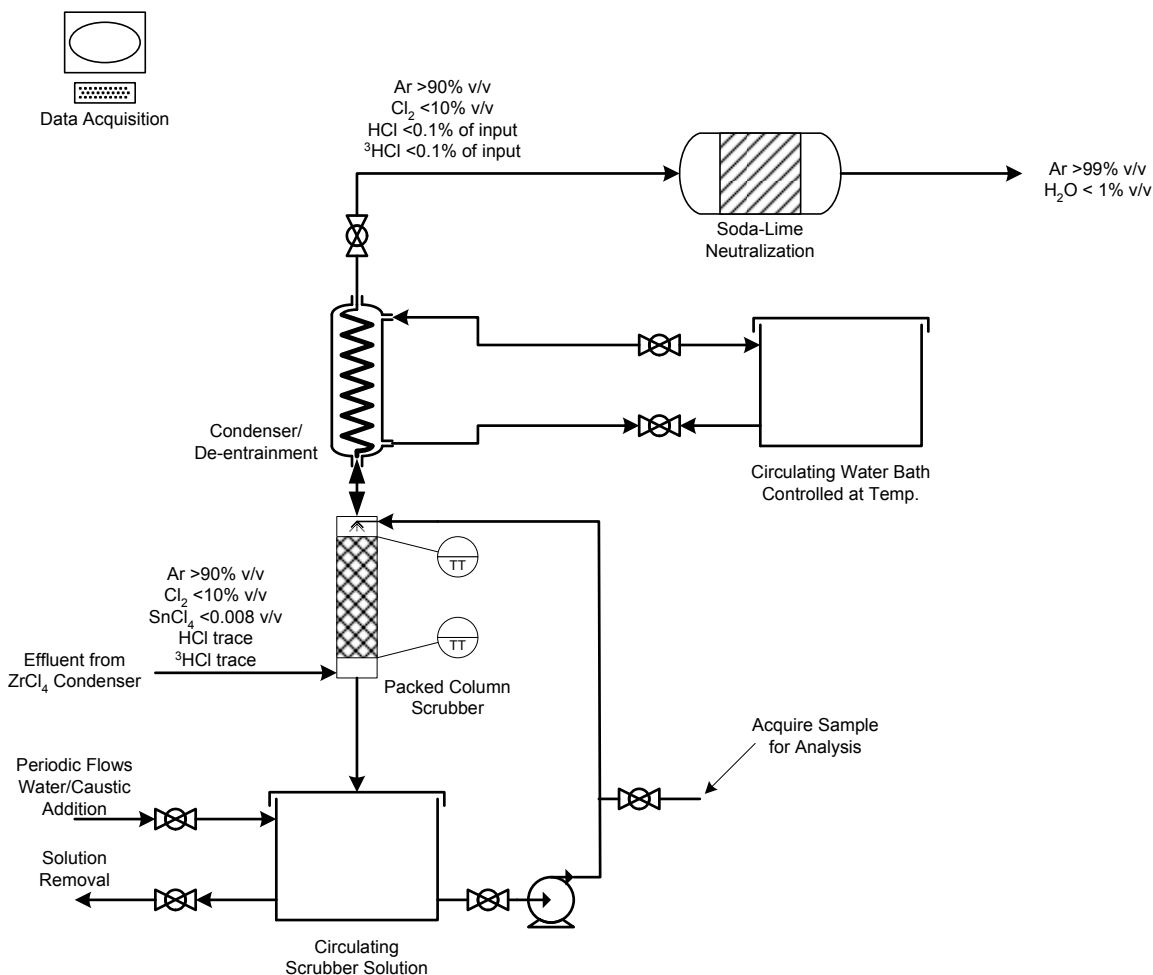 Data Acquisition
Ar >90% v/v
Cl₂ <10% v/v
HCl <0.1% of input
³HCl <0.1% of input
Ar >99% v/v
H₂O < 1% v/v
Soda-Lime
Neutralization
Condenser/
De-entrainment
Circulating Water Bath
Controlled at Temp.
TT
TT
Ar >90% v/v
Cl₂ <10% v/v
SnCl₄ <0.008 v/v
HCl trace
³HCl trace
Effluent from
ZrCl₄ Condenser
Packed Column
Scrubber
Acquire Sample
for Analysis
Periodic Flows
Water/Caustic
Addition
Solution
Removal
Circulating
Scrubber Solution